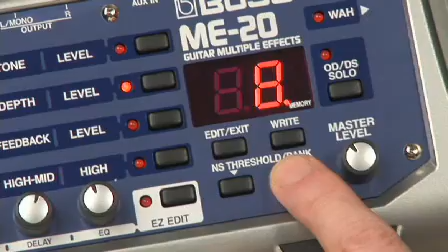 L/MONO R
OUTPUT
AUX IN
BOSS
WAH
ME-20
GUITAR MULTIPLE EFFECTS
TONE LEVEL
DEPTH LEVEL
FEEDBACK LEVEL
HIGH-MID HIGH
OD/DS
SOLO
8.
MEMORY
EDIT/EXIT WRITE
MASTER
LEVEL
NS THRESHOLD/BANK
EZ EDIT
DELAY EQ